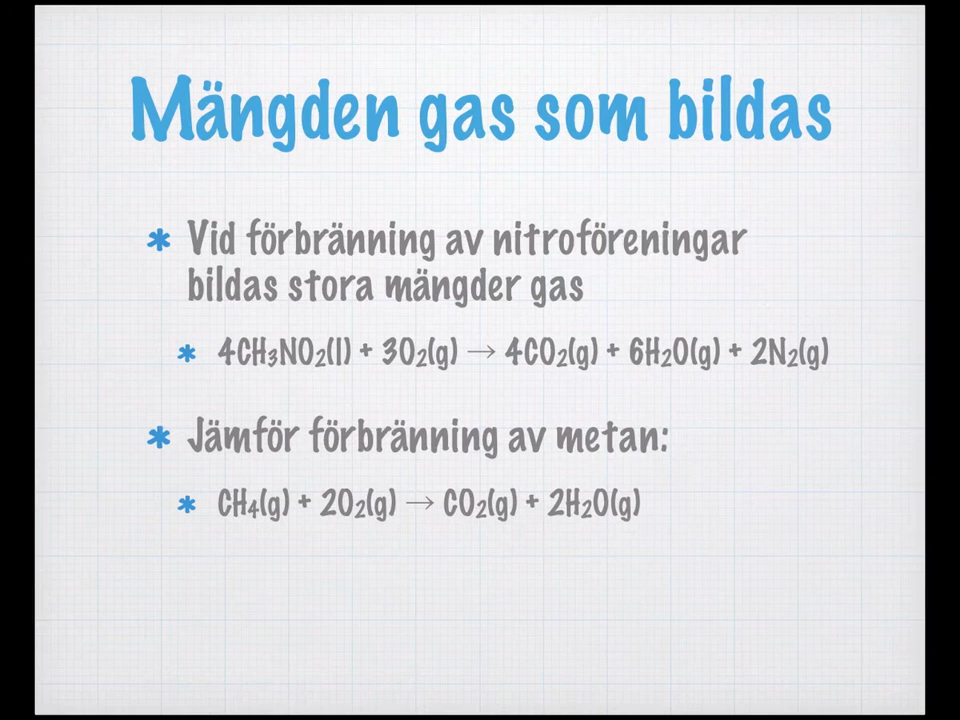 Mängden gas som bildas
* Vid förbränning av nitroföreningar
bildas stora mängder gas
* 4CH₃NO₂(l) + 3O₂(g) → 4CO₂(g) + 6H₂O(g) + 2N₂(g)
* Jämför förbränning av metan:
* CH₄(g) + 2O₂(g) → CO₂(g) + 2H₂O(g)